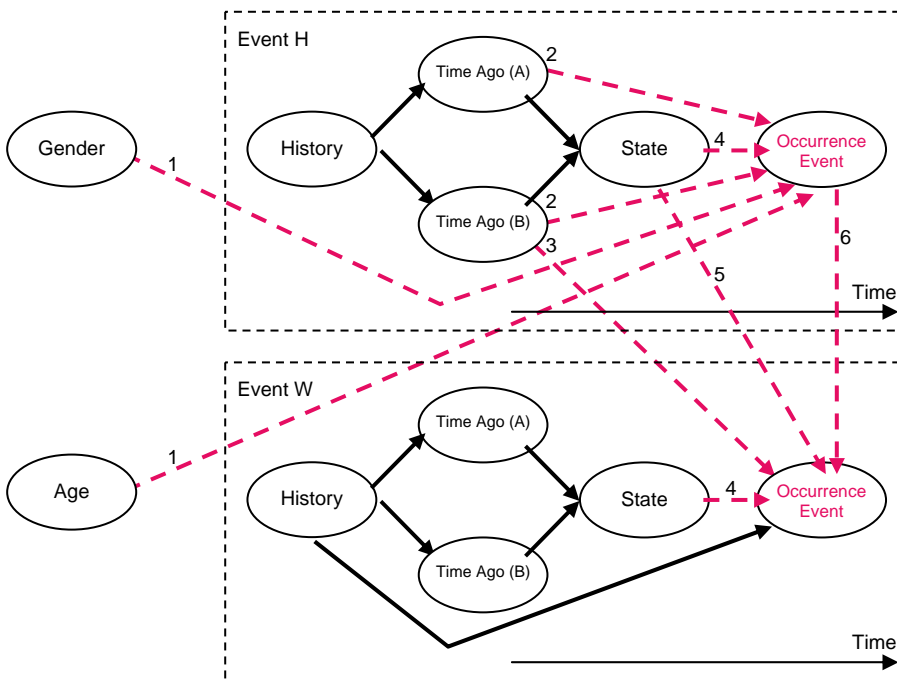 Event H
Time Ago (A)
2
Gender
1
History
State
4
Occurrence
Event
Time Ago (B)
2
3
6
5
Time
Event W
Time Ago (A)
1
Age
History
State
4
Occurrence
Event
Time Ago (B)
Time